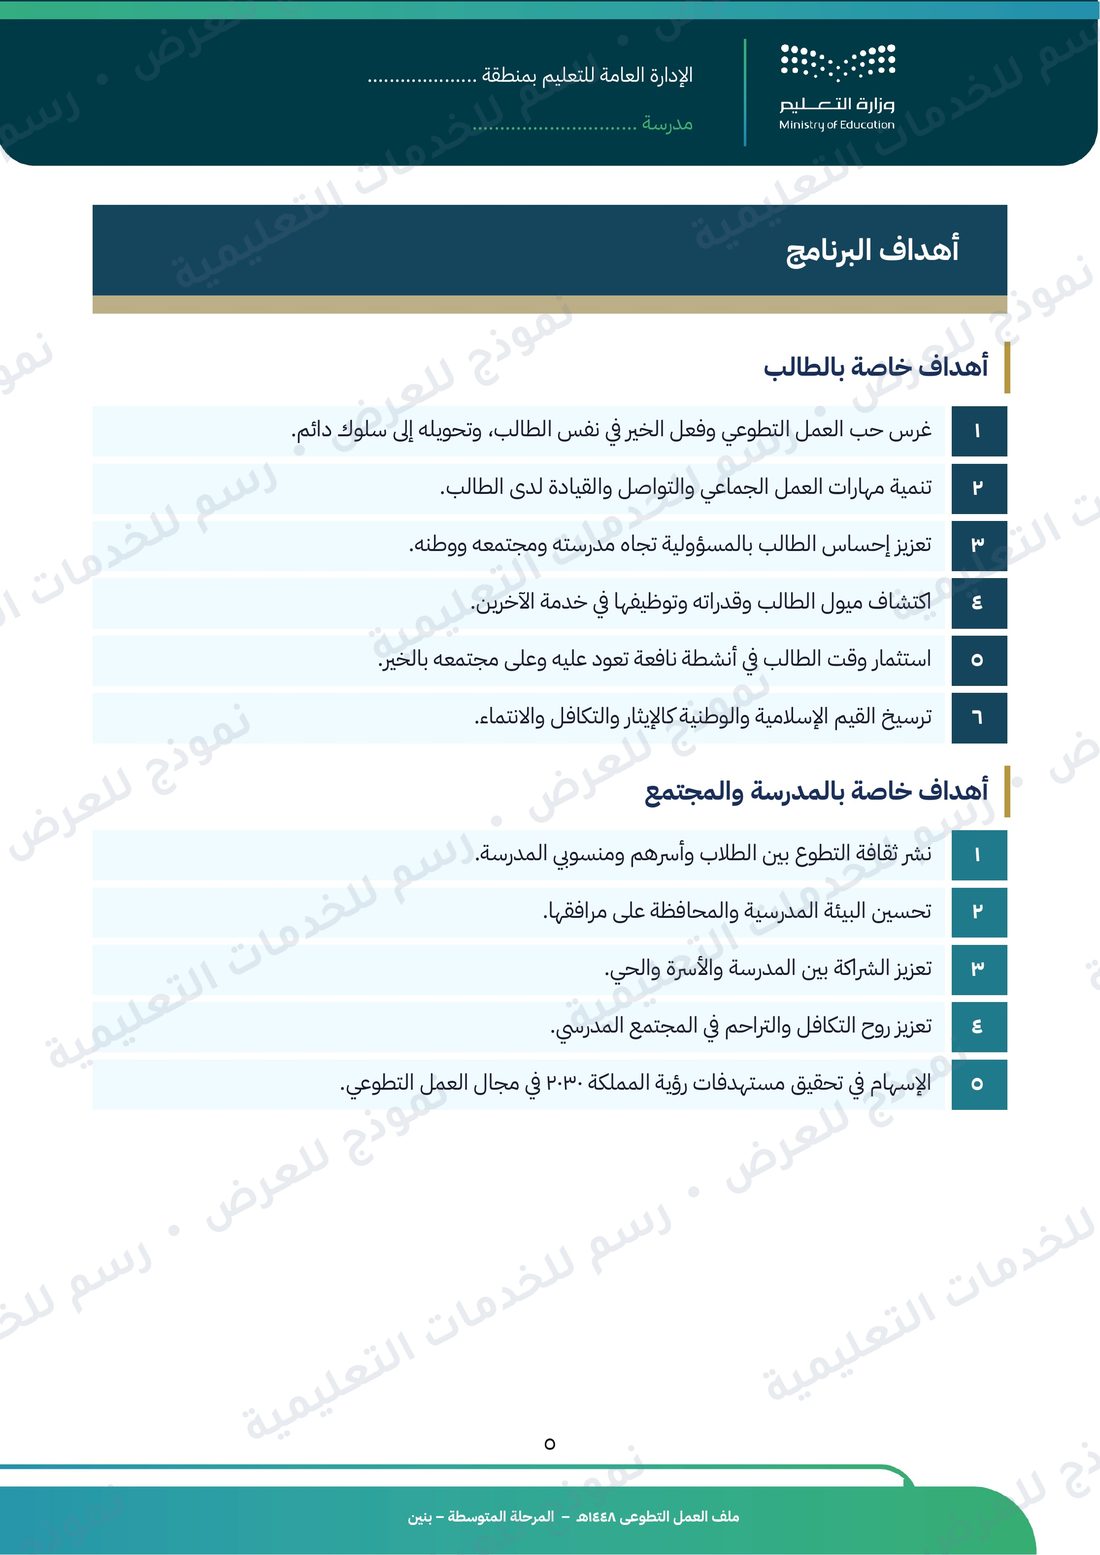 وزارة التعليم
Ministry of Education
الإدارة العامة للتعليم بمنطقة ....................
مدرسة ..............................
أهداف البرنامج
أهداف خاصة بالطالب
١ غرس حب العمل التطوعي وفعل الخير في نفس الطالب، وتحويله إلى سلوك دائم.
٢ تنمية مهارات العمل الجماعي والتواصل والقيادة لدى الطالب.
٣ تعزيز إحساس الطالب بالمسؤولية تجاه مدرسته ومجتمعه ووطنه.
٤ اكتشاف ميول الطالب وقدراته وتوظيفها في خدمة الآخرين.
٥ استثمار وقت الطالب في أنشطة نافعة تعود عليه وعلى مجتمعه بالخير.
٦ ترسيخ القيم الإسلامية والوطنية كالإيثار والتكافل والانتماء.
أهداف خاصة بالمدرسة والمجتمع
١ نشر ثقافة التطوع بين الطلاب وأسرهم ومنسوبي المدرسة.
٢ تحسين البيئة المدرسية والمحافظة على مرافقها.
٣ تعزيز الشراكة بين المدرسة والأسرة والحي.
٤ تعزيز روح التكافل والتراحم في المجتمع المدرسي.
٥ الإسهام في تحقيق مستهدفات رؤية المملكة ٢٠٣٠ في مجال العمل التطوعي.
نموذج للعرض • رسم للخدمات التعليمية
٥
ملف العمل التطوعى ١٤٤٨هـ – المرحلة المتوسطة – بنين